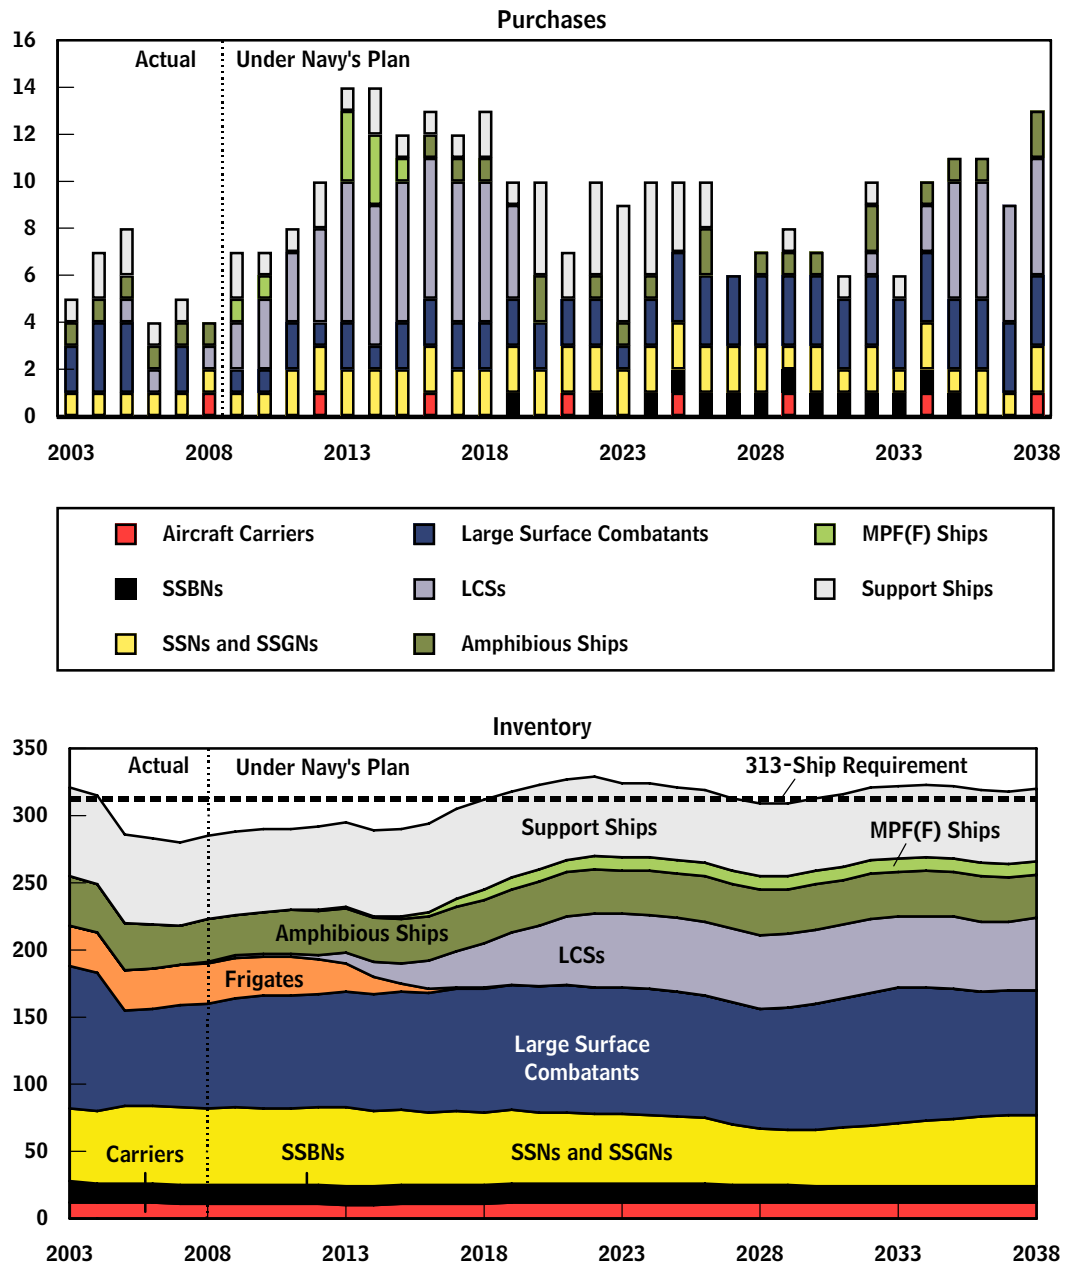 Purchases
16
14
12
10
8
6
4
2
0
Actual
Under Navy's Plan
2003 2008 2013 2018 2023 2028 2033 2038
Aircraft Carriers Large Surface Combatants MPF(F) Ships
SSBNs LCSs Support Ships
SSNs and SSGNs Amphibious Ships
Inventory
350
300
250
200
150
100
50
0
Actual
Under Navy's Plan
313-Ship Requirement
Support Ships
MPF(F) Ships
Amphibious Ships
LCSs
Frigates
Large Surface
Combatants
Carriers
SSBNs
SSNs and SSGNs
2003 2008 2013 2018 2023 2028 2033 2038